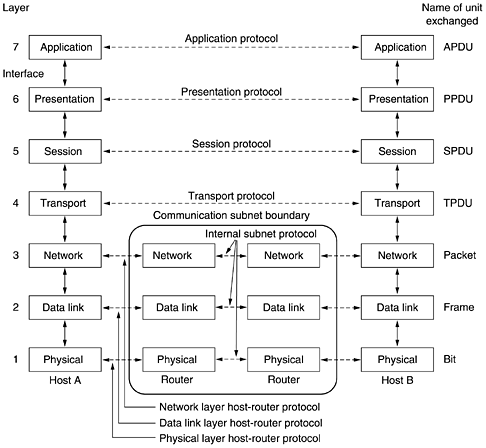 Layer
Name of unit
exchanged
Application protocol
7 Application Application APDU
Interface
Presentation protocol
6 Presentation Presentation PPDU
Session protocol
5 Session Session SPDU
Transport protocol
4 Transport Transport TPDU
Communication subnet boundary
Internal subnet protocol
3 Network Network Network Network Packet
2 Data link Data link Data link Data link Frame
1 Physical Physical Physical Physical Bit
Host A Router Router Host B
Network layer host-router protocol
Data link layer host-router protocol
Physical layer host-router protocol